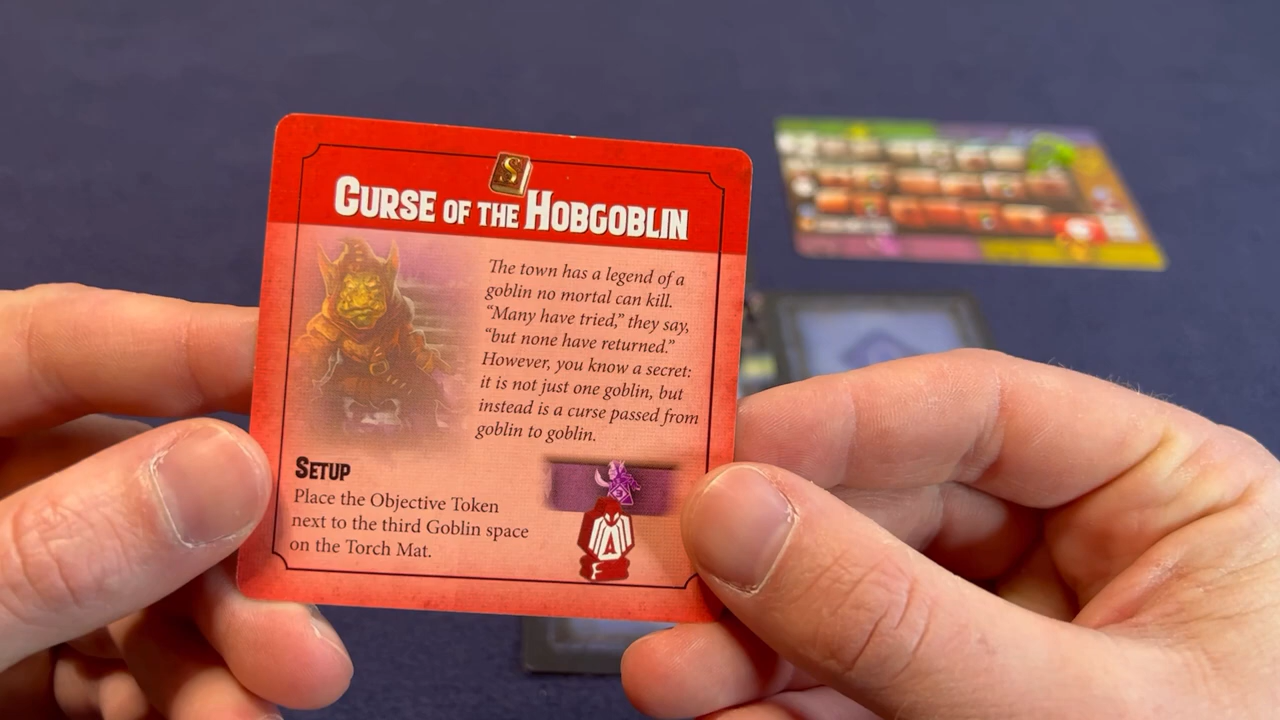 S
CURSE OF THE HOBGOBLIN
The town has a legend of a
goblin no mortal can kill.
“Many have tried,” they say,
“but none have returned.”
However, you know a secret:
it is not just one goblin, but
instead is a curse passed from
goblin to goblin.
SETUP
Place the Objective Token
next to the third Goblin space
on the Torch Mat.